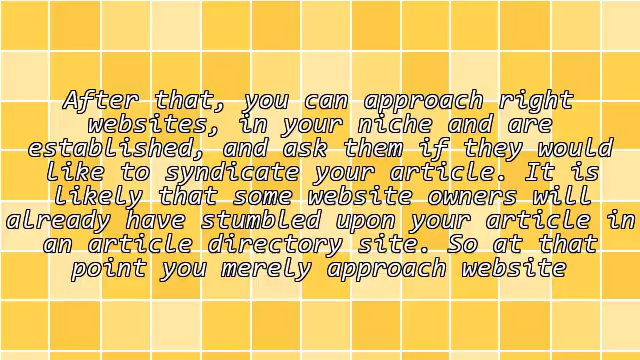 After that, you can approach right
websites, in your niche and are
established, and ask them if they would
like to syndicate your article. It is
likely that some website owners will
already have stumbled upon your article in
an article directory site. So at that
point you merely approach website